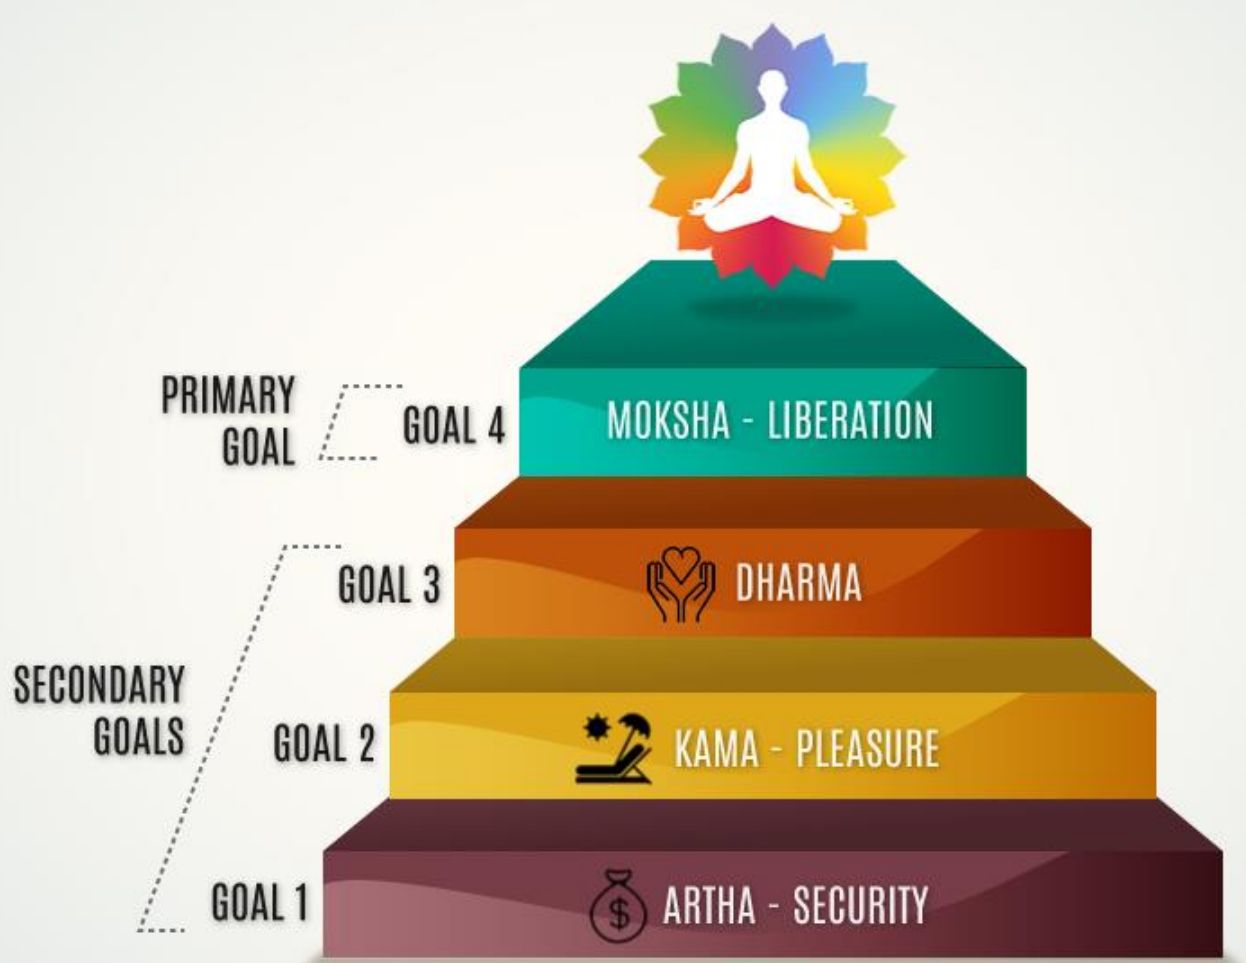 PRIMARY
GOAL
GOAL 4
MOKSHA - LIBERATION
GOAL 3
DHARMA
SECONDARY
GOALS
GOAL 2
KAMA - PLEASURE
GOAL 1
$
ARTHA - SECURITY